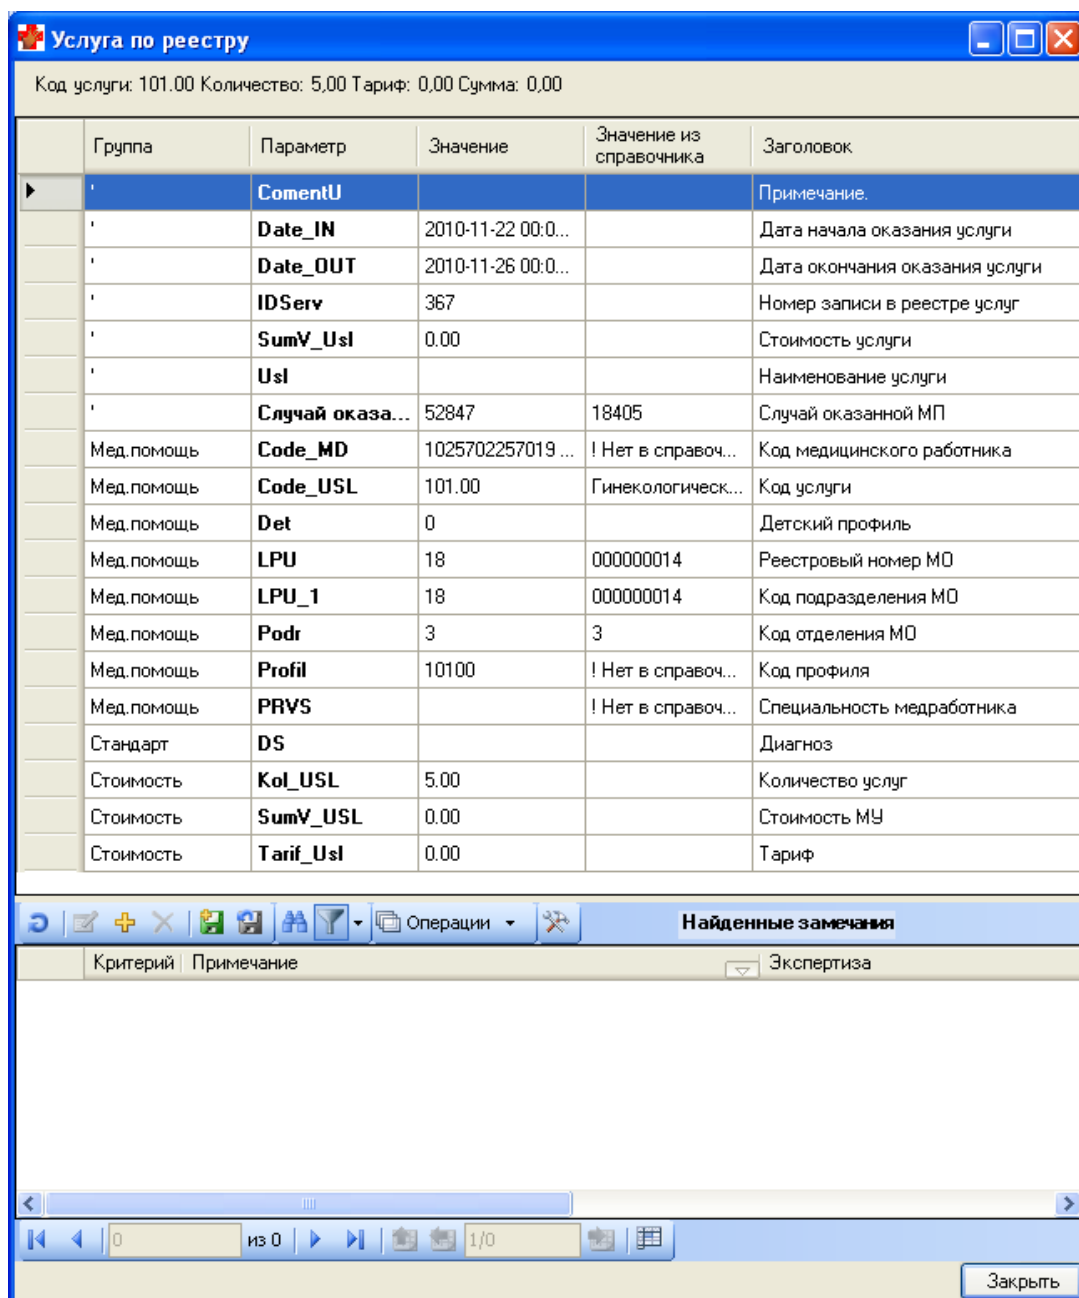 Услуга по реестру
Код услуги: 101.00 Количество: 5,00 Тариф: 0,00 Сумма: 0,00
Группа Параметр Значение Значение из справочника Заголовок
' ComentU Примечание.
' Date_IN 2010-11-22 00:0... Дата начала оказания услуги
' Date_OUT 2010-11-26 00:0... Дата окончания оказания услуги
' IDServ 367 Номер записи в реестре услуг
' SumV_Usl 0.00 Стоимость услуги
' Usl Наименование услуги
' Случай оказа... 52847 18405 Случай оказанной МП
Мед.помощь Code_MD 1025702257019 ... ! Нет в справоч... Код медицинского работника
Мед.помощь Code_USL 101.00 Гинекологическ... Код услуги
Мед.помощь Det 0 Детский профиль
Мед.помощь LPU 18 000000014 Реестровый номер МО
Мед.помощь LPU_1 18 000000014 Код подразделения МО
Мед.помощь Podr 3 3 Код отделения МО
Мед.помощь Profil 10100 ! Нет в справоч... Код профиля
Мед.помощь PRVS ! Нет в справоч... Специальность медработника
Стандарт DS Диагноз
Стоимость Kol_USL 5.00 Количество услуг
Стоимость SumV_USL 0.00 Стоимость МУ
Стоимость Tarif_Usl 0.00 Тариф
Операции Найденные замечания
Критерий Примечание Экспертиза
0 из 0 1/0
Закрыть